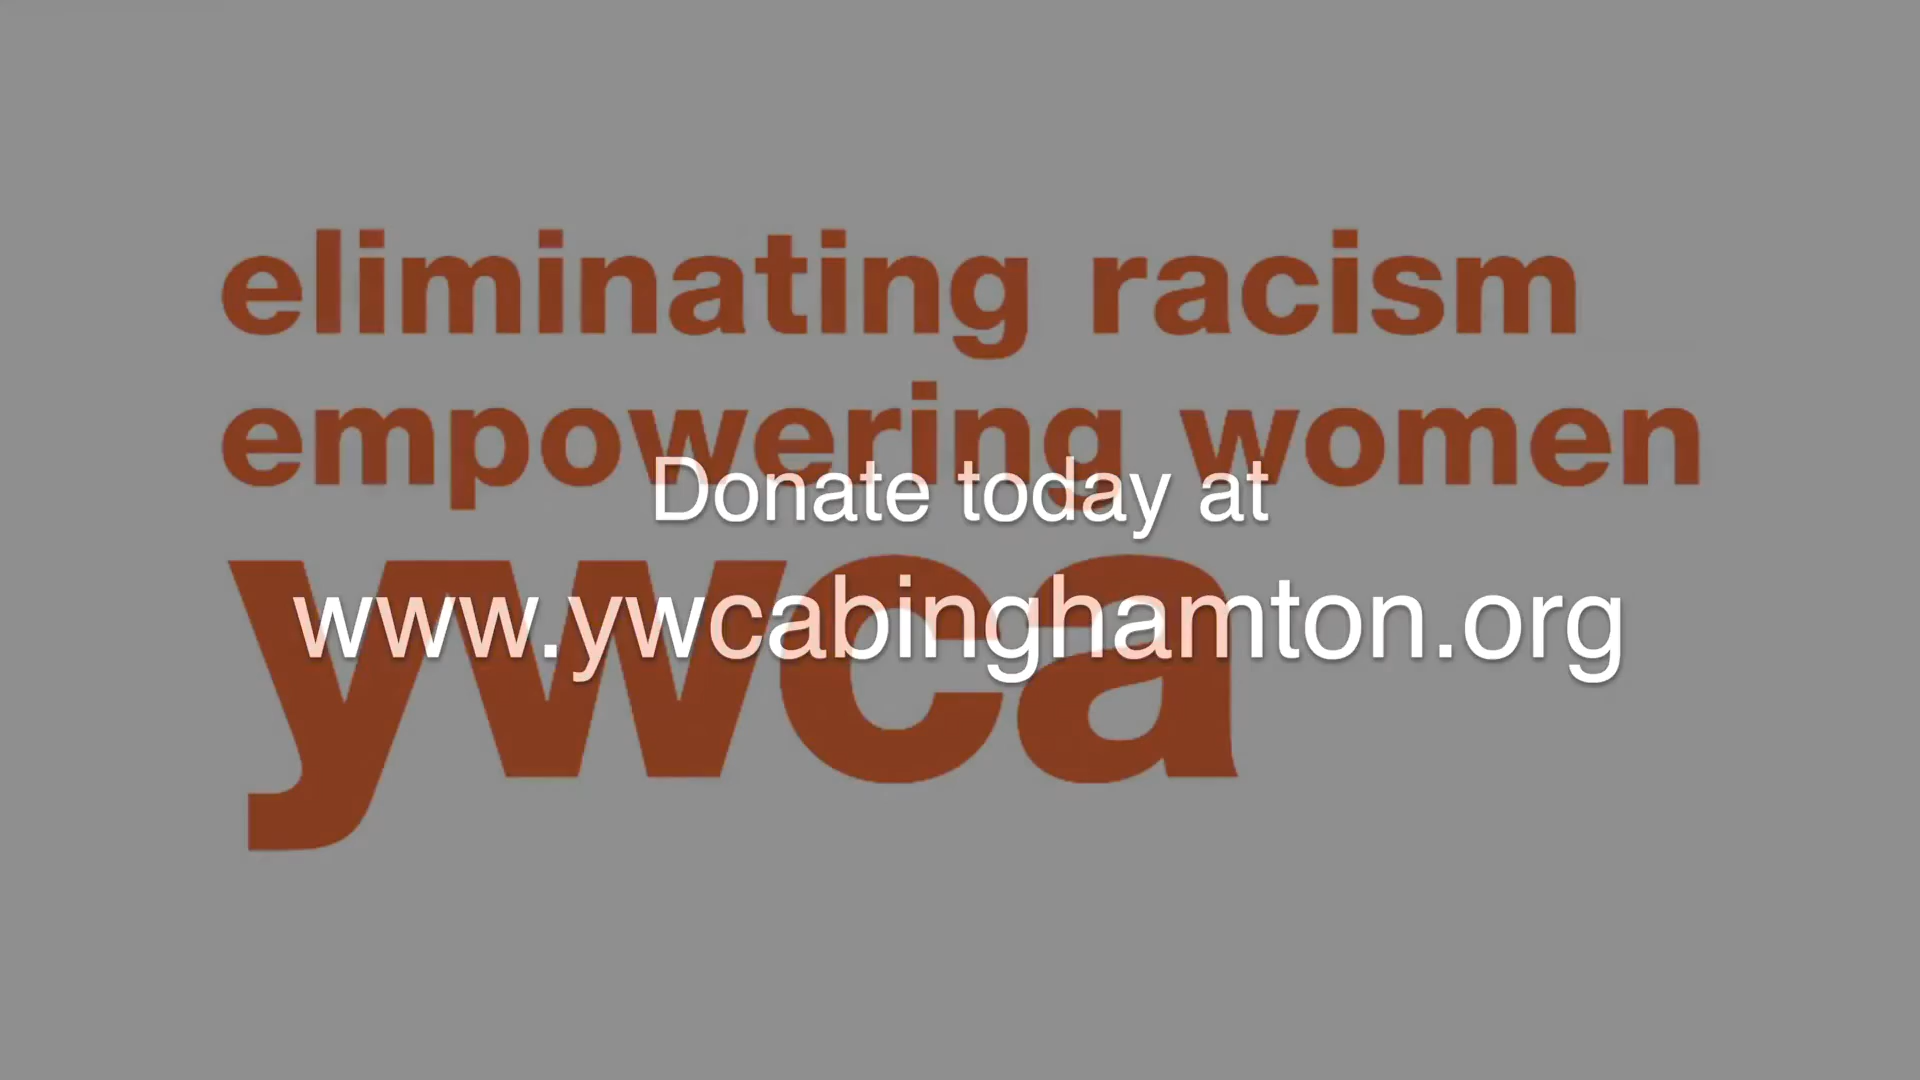 eliminating racism
empowering women
Donate today at
www.ywcabinghamton.org
ywca